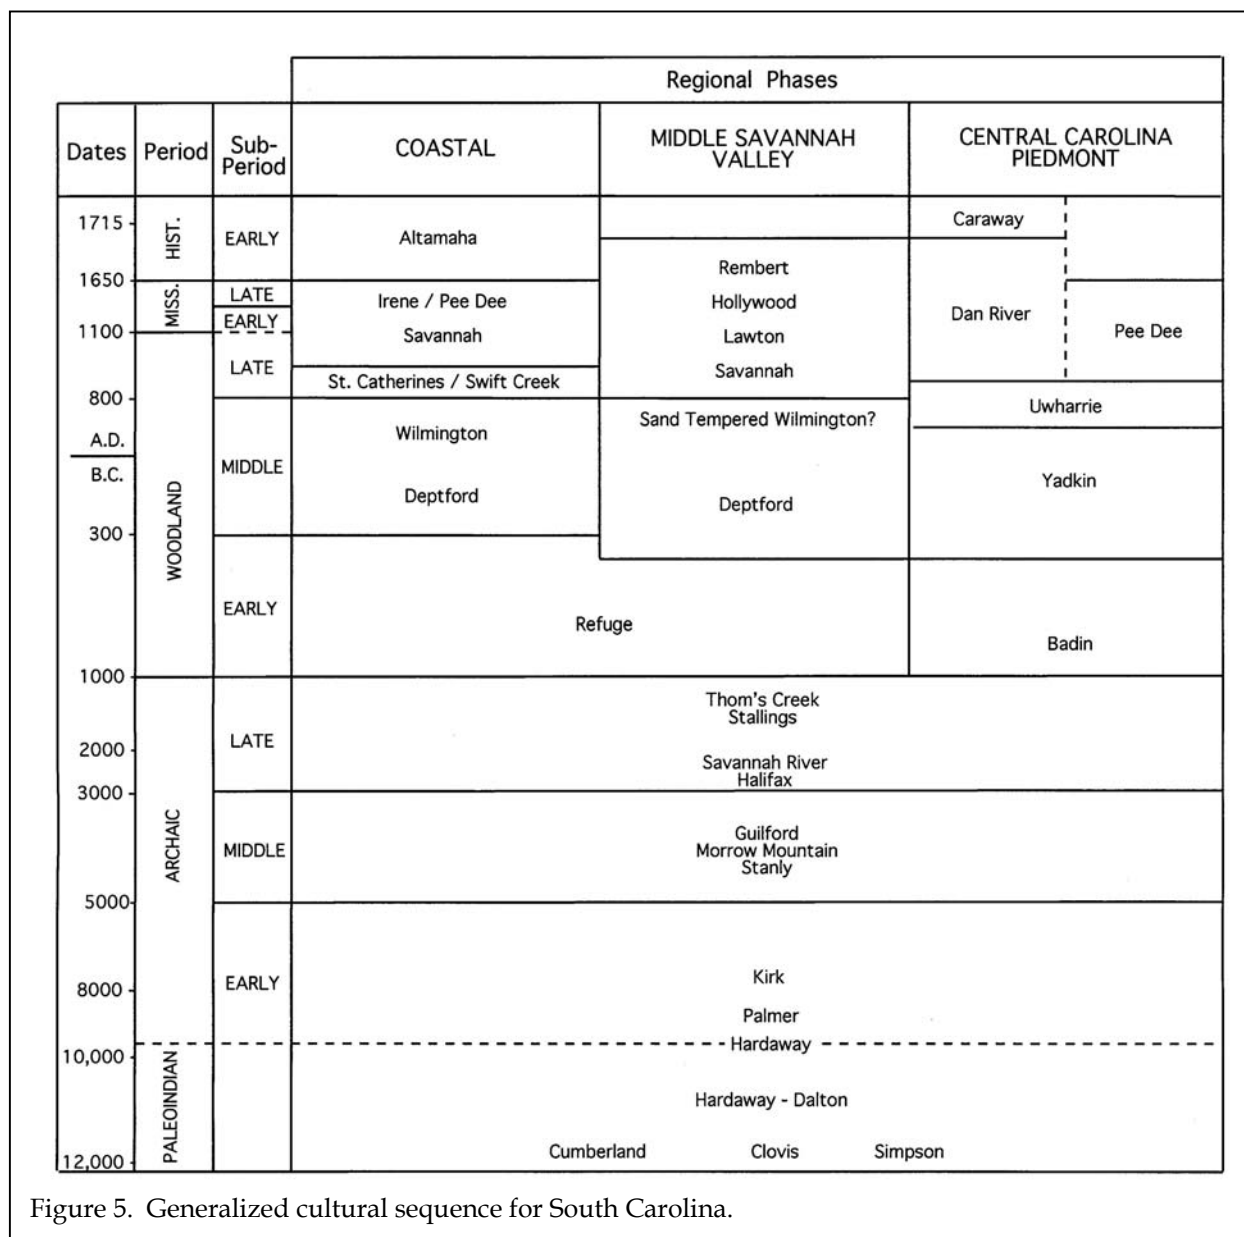 Regional Phases
Dates Period Sub-Period COASTAL MIDDLE SAVANNAH VALLEY CENTRAL CAROLINA PIEDMONT
1715 HIST. EARLY Altamaha Caraway
1650 Rembert
MISS. LATE Irene / Pee Dee Hollywood Dan River
EARLY Savannah Lawton Pee Dee
1100
LATE St. Catherines / Swift Creek Savannah
800 Uwharrie
Sand Tempered Wilmington?
A.D. Wilmington
B.C. WOODLAND MIDDLE Deptford Deptford Yadkin
300
EARLY Refuge Badin
1000
Thom's Creek
Stallings
2000 LATE
Savannah River
Halifax
3000
ARCHAIC
Guilford
MIDDLE Morrow Mountain
Stanly
5000
8000 EARLY Kirk
Palmer
Hardaway
10,000
PALEOINDIAN Hardaway - Dalton
12,000 Cumberland Clovis Simpson
Figure 5. Generalized cultural sequence for South Carolina.